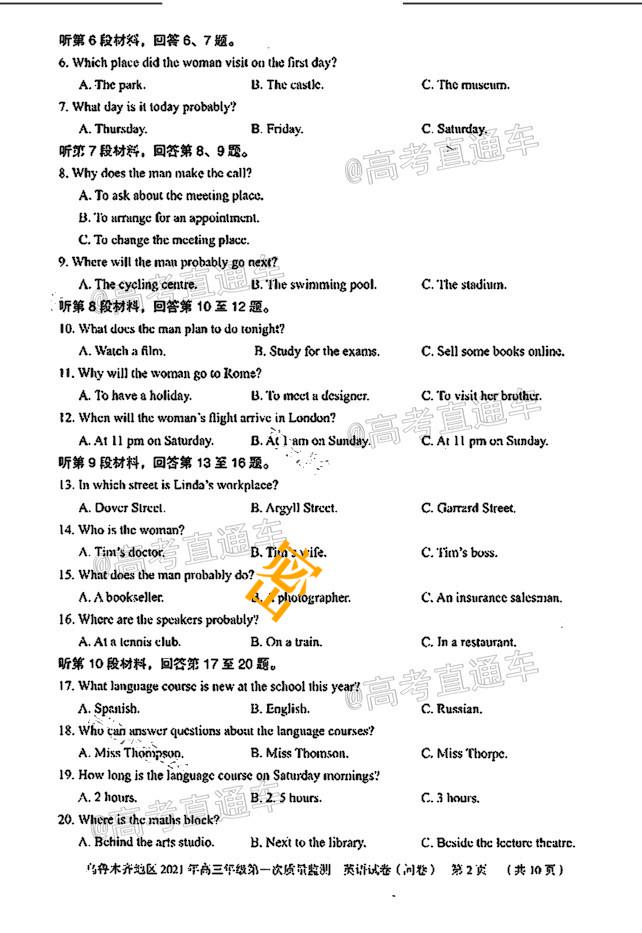 听第6段材料，回答6、7题。
6. Which place did the woman visit on the first day?
A. The park. B. The castle. C. The museum.
7. What day is it today probably?
A. Thursday. B. Friday. C. Saturday.
@高考直通车
听第7段材料，回答第8、9题。
8. Why does the man make the call?
A. To ask about the meeting place.
B. To arrange for an appointment.
C. To change the meeting place.
9. Where will the man probably go next?
@高考直通车
A. The cycling centre. B. The swimming pool. C. The stadium.
听第8段材料，回答第10至12题。
10. What does the man plan to do tonight?
A. Watch a film. B. Study for the exams. C. Sell some books online.
11. Why will the woman go to Rome?
A. To have a holiday. B. To meet a designer. C. To visit her brother.
12. When will the woman's flight arrive in London?
@高考直通车
A. At 11 pm on Saturday. B. At 1 am on Sunday. C. At 11 pm on Sunday.
听第9段材料，回答第13至16题。
13. In which street is Linda's workplace?
A. Dover Street. B. Argyll Street. C. Garrard Street.
14. Who is the woman?
@高考直通车
A. Tim's doctor. B. Tim's wife. C. Tim's boss.
15. What does the man probably do?
密
A. A bookseller. B. A photographer. C. An insurance salesman.
16. Where are the speakers probably?
A. At a tennis club. B. On a train. C. In a restaurant.
听第10段材料，回答第17至20题。
17. What language course is new at the school this year?
@高考直通车
A. Spanish. B. English. C. Russian.
18. Who can answer questions about the language courses?
A. Miss Thompson. B. Miss Thomson. C. Miss Thorpe.
19. How long is the language course on Saturday mornings?
A. 2 hours. B. 2. 5 hours. C. 3 hours.
@高考直通车
20. Where is the maths block?
A. Behind the arts studio. B. Next to the library. C. Beside the lecture theatre.
乌鲁木齐地区2021年高三年级第一次质量监测 英语试卷（问卷） 第2页 （共10页）